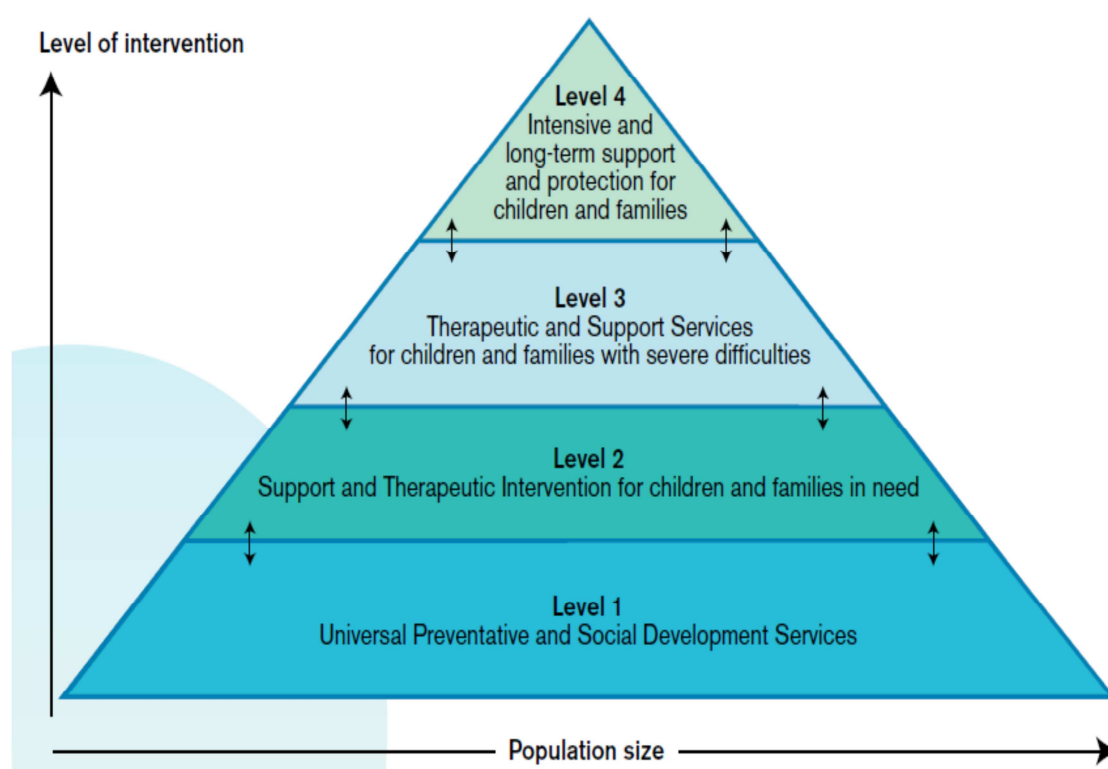 Level of intervention
Level 4
Intensive and
long-term support
and protection for
children and families
Level 3
Therapeutic and Support Services
for children and families with severe difficulties
Level 2
Support and Therapeutic Intervention for children and families in need
Level 1
Universal Preventative and Social Development Services
Population size